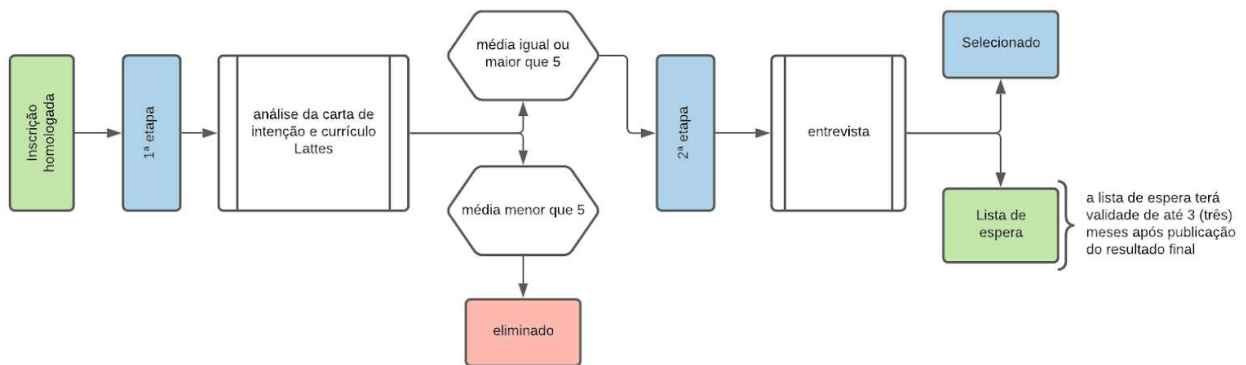 Inscrição
homologada
1ª etapa
análise da carta de
intenção e currículo
Lattes
média igual ou
maior que 5
média menor que 5
eliminado
2ª etapa
entrevista
Selecionado
Lista de
espera
a lista de espera terá
validade de até 3 (três)
meses após publicação
do resultado final